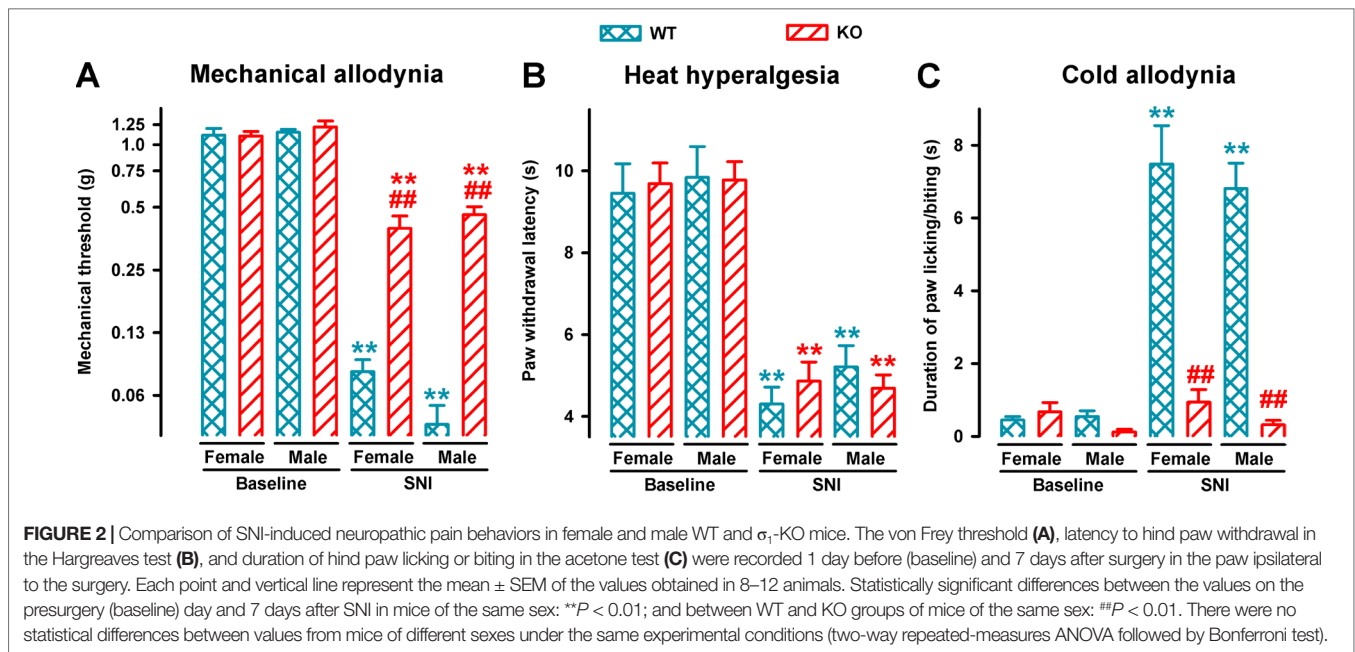 WT KO
A Mechanical allodynia
Mechanical threshold (g)
1.25
1.0
0.75
0.5
0.25
0.13
0.06
**
**
**
##
**
##
Female Male Female Male
Baseline SNI
B Heat hyperalgesia
Paw withdrawal latency (s)
10
8
6
4
**
**
**
**
Female Male Female Male
Baseline SNI
C Cold allodynia
Duration of paw licking/biting (s)
8
6
4
2
0
**
##
**
##
Female Male Female Male
Baseline SNI
FIGURE 2 | Comparison of SNI-induced neuropathic pain behaviors in female and male WT and σ₁-KO mice. The von Frey threshold (A), latency to hind paw withdrawal in
the Hargreaves test (B), and duration of hind paw licking or biting in the acetone test (C) were recorded 1 day before (baseline) and 7 days after surgery in the paw ipsilateral
to the surgery. Each point and vertical line represent the mean ± SEM of the values obtained in 8–12 animals. Statistically significant differences between the values on the
presurgery (baseline) day and 7 days after SNI in mice of the same sex: **P < 0.01; and between WT and KO groups of mice of the same sex: ##P < 0.01. There were no
statistical differences between values from mice of different sexes under the same experimental conditions (two-way repeated-measures ANOVA followed by Bonferroni test).